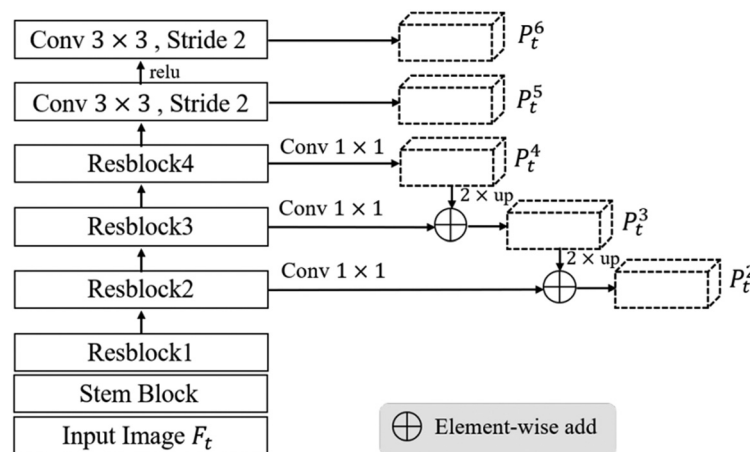 Conv 3 × 3 , Stride 2
P_t^6
relu
Conv 3 × 3 , Stride 2
P_t^5
Resblock4
Conv 1 × 1
P_t^4
2 × up
Resblock3
Conv 1 × 1
P_t^3
2 × up
Resblock2
Conv 1 × 1
P_t^2
Resblock1
Stem Block
Input Image F_t
Element-wise add